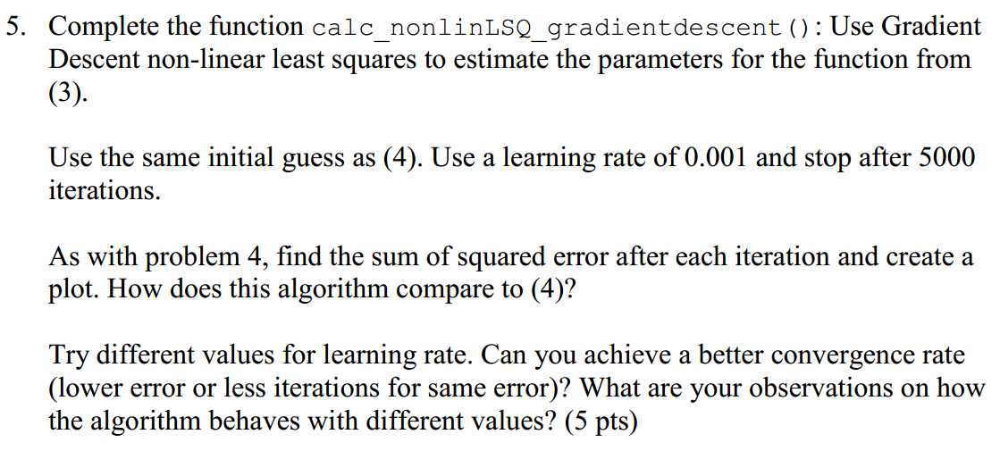 5. Complete the function calc_nonlinLSQ_gradientdescent(): Use Gradient
Descent non-linear least squares to estimate the parameters for the function from
(3).
Use the same initial guess as (4). Use a learning rate of 0.001 and stop after 5000
iterations.
As with problem 4, find the sum of squared error after each iteration and create a
plot. How does this algorithm compare to (4)?
Try different values for learning rate. Can you achieve a better convergence rate
(lower error or less iterations for same error)? What are your observations on how
the algorithm behaves with different values? (5 pts)